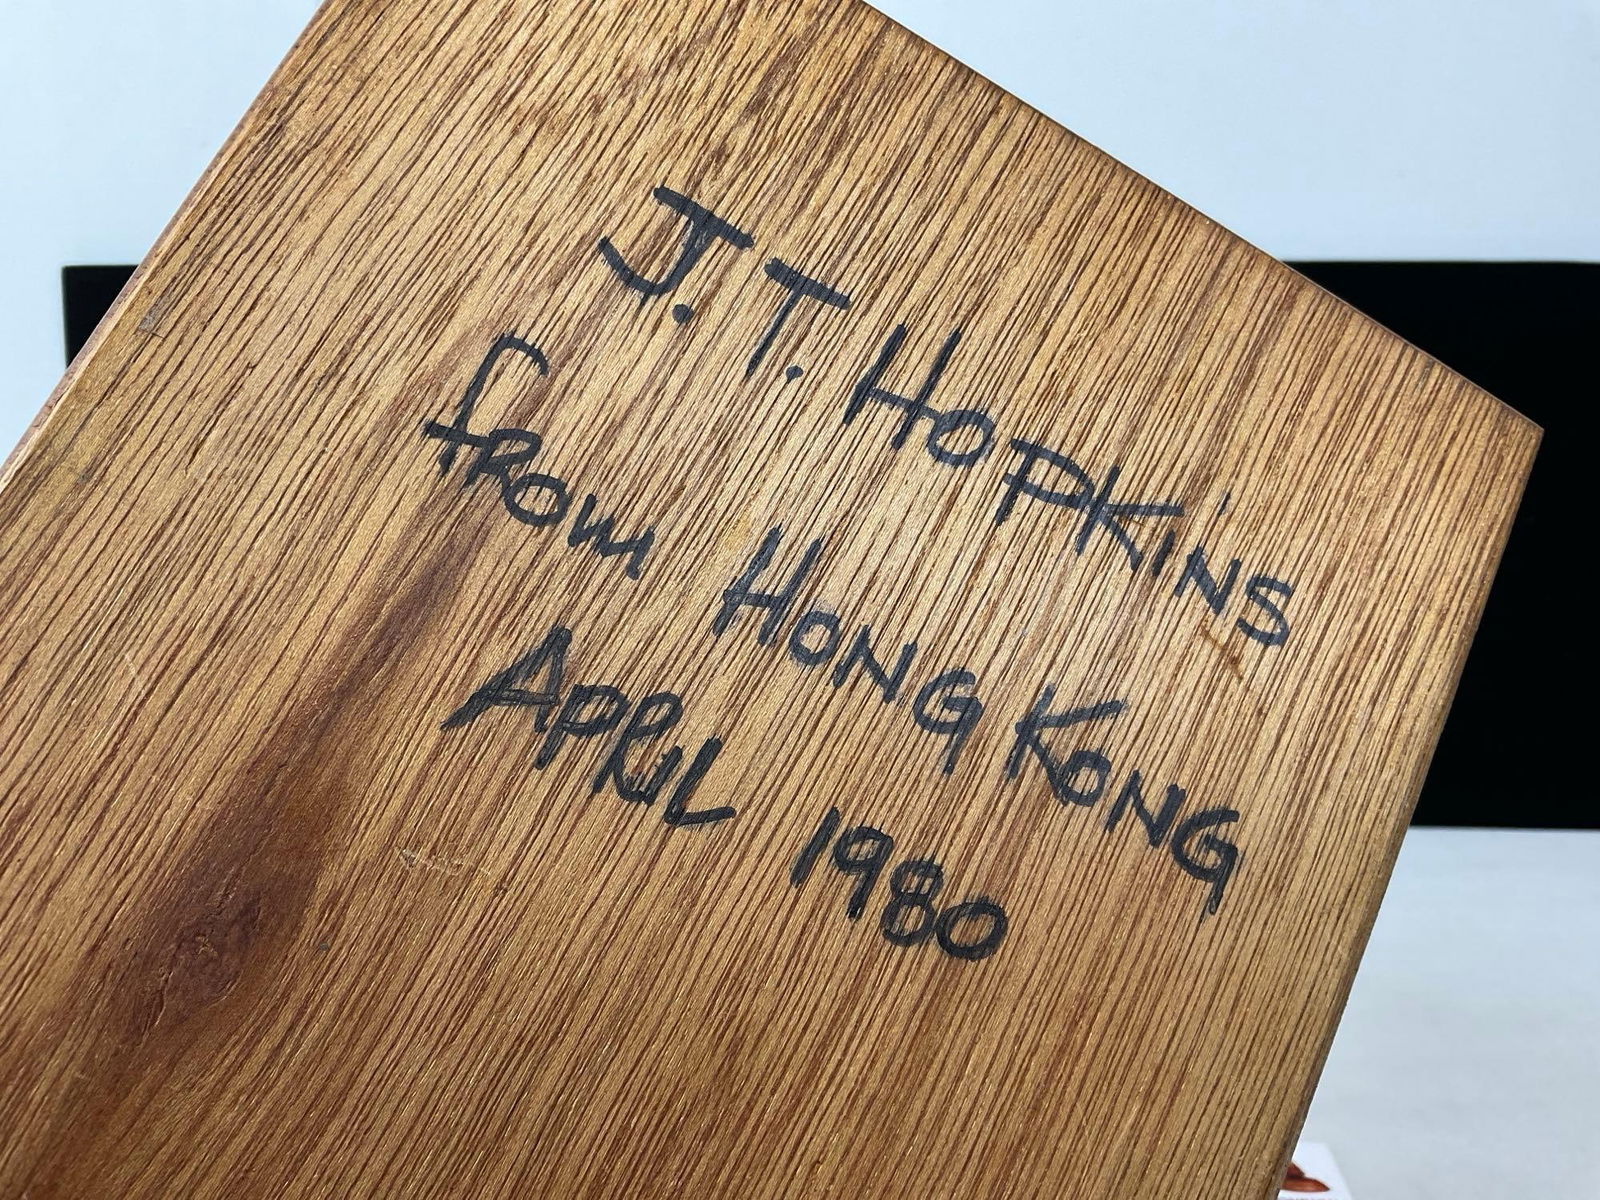 J.T. HOPKiNS
fROM HONG KONG
APRIL 1980